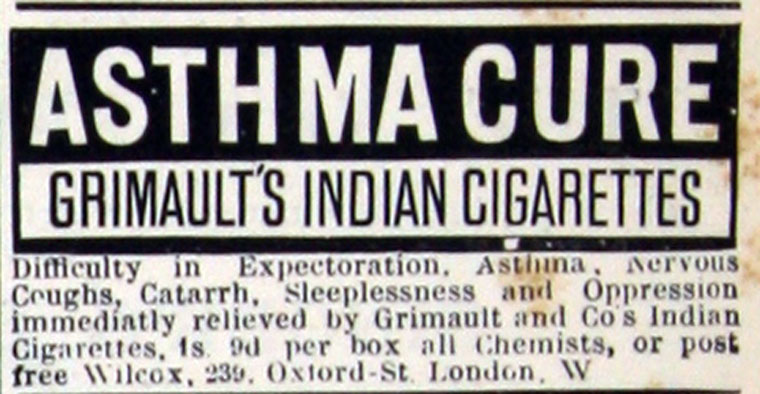 ASTHMA CURE
GRIMAULT'S INDIAN CIGARETTES
Difficulty in Expectoration, Asthma, Nervous
Coughs, Catarrh, Sleeplessness and Oppression
immediatly relieved by Grimault and Co's Indian
Cigarettes, 1s. 9d per box all Chemists, or post
free Wilcox, 239, Oxford-St. London, W